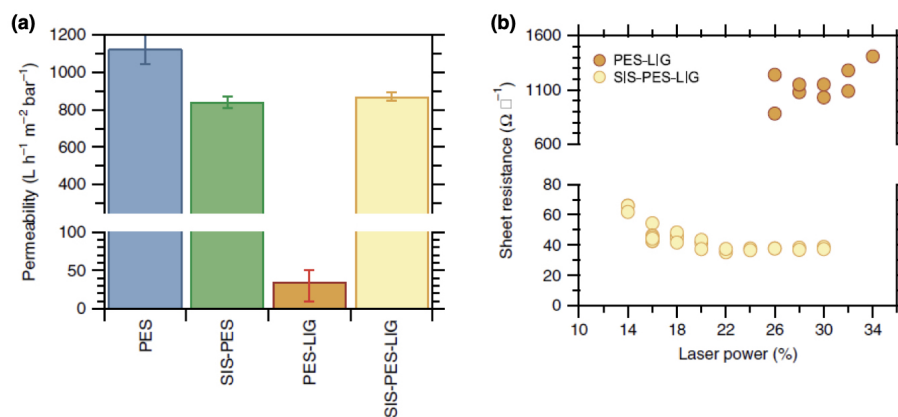 (a)
Permeability (L h⁻¹ m⁻² bar⁻¹)
1200
1000
800
600
400
100
50
0
PES
SIS-PES
PES-LIG
SIS-PES-LIG
(b)
Sheet resistance (Ω □⁻¹)
1600
1100
600
80
60
40
20
0
PES-LIG
SIS-PES-LIG
10 14 18 22 26 30 34
Laser power (%)